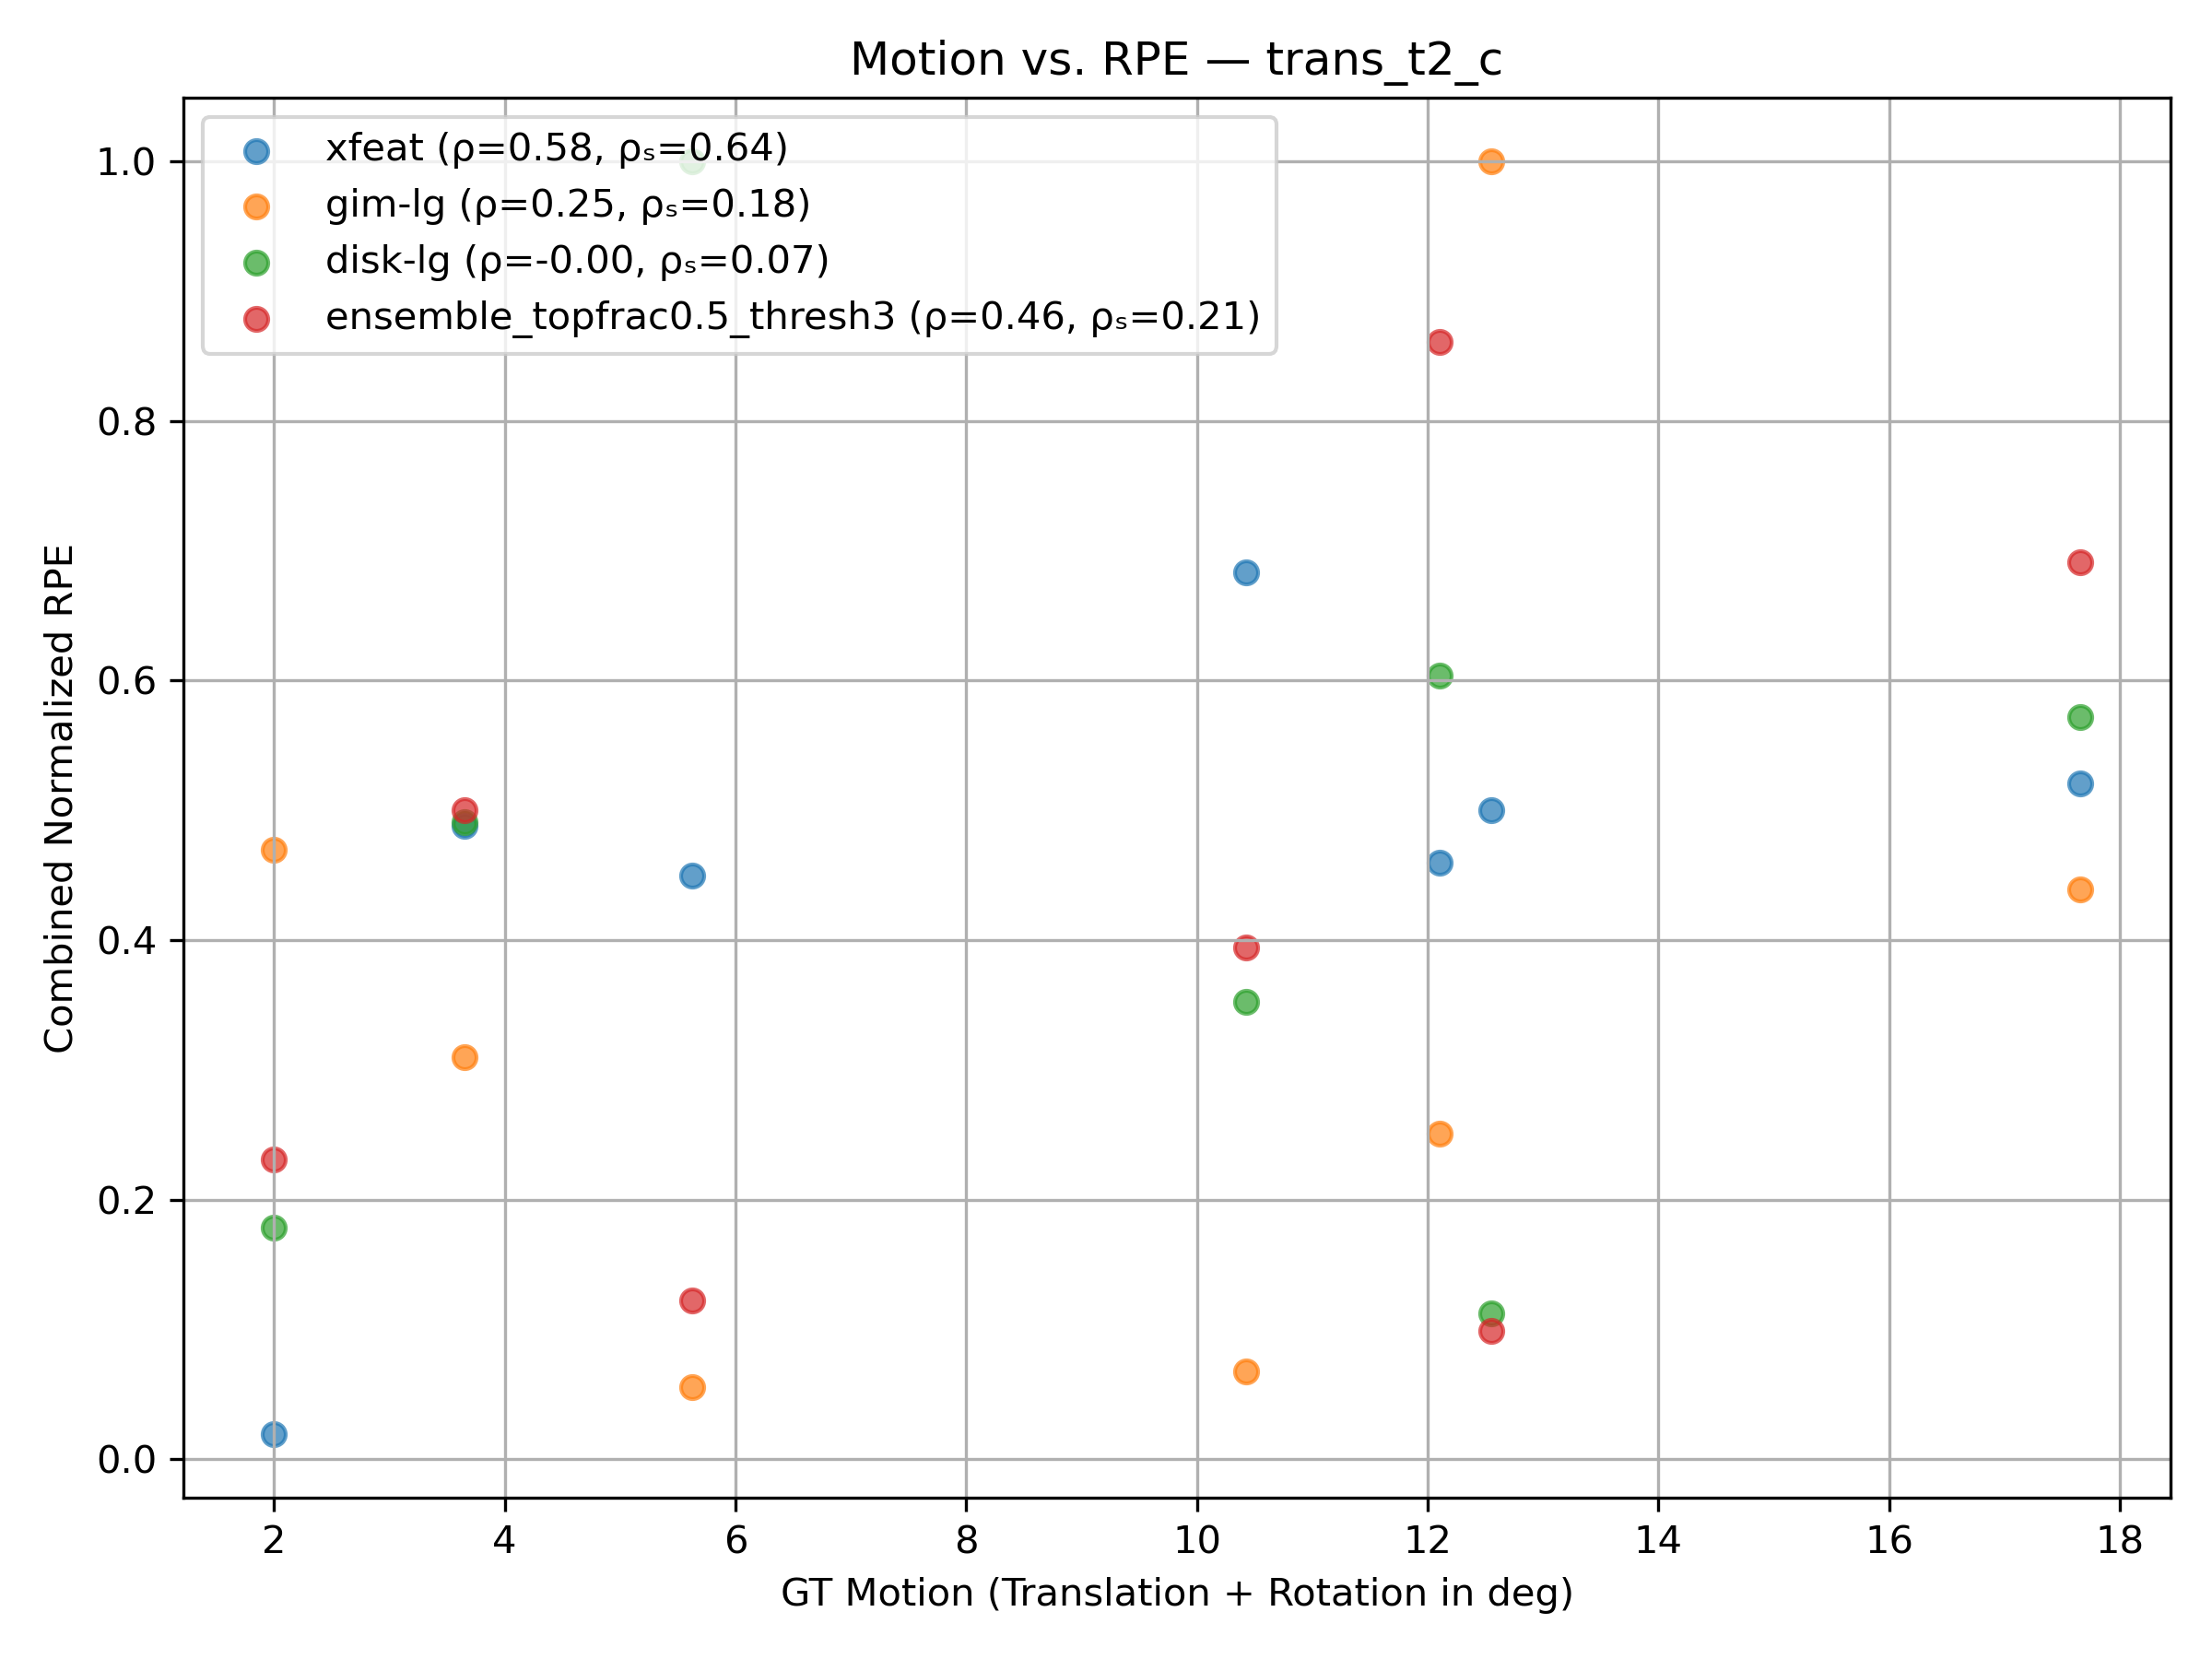 Motion vs. RPE — trans_t2_c
xfeat (ρ=0.58, ρₛ=0.64)
gim-lg (ρ=0.25, ρₛ=0.18)
disk-lg (ρ=-0.00, ρₛ=0.07)
ensemble_topfrac0.5_thresh3 (ρ=0.46, ρₛ=0.21)
Combined Normalized RPE
1.0
0.8
0.6
0.4
0.2
0.0
2 4 6 8 10 12 14 16 18
GT Motion (Translation + Rotation in deg)